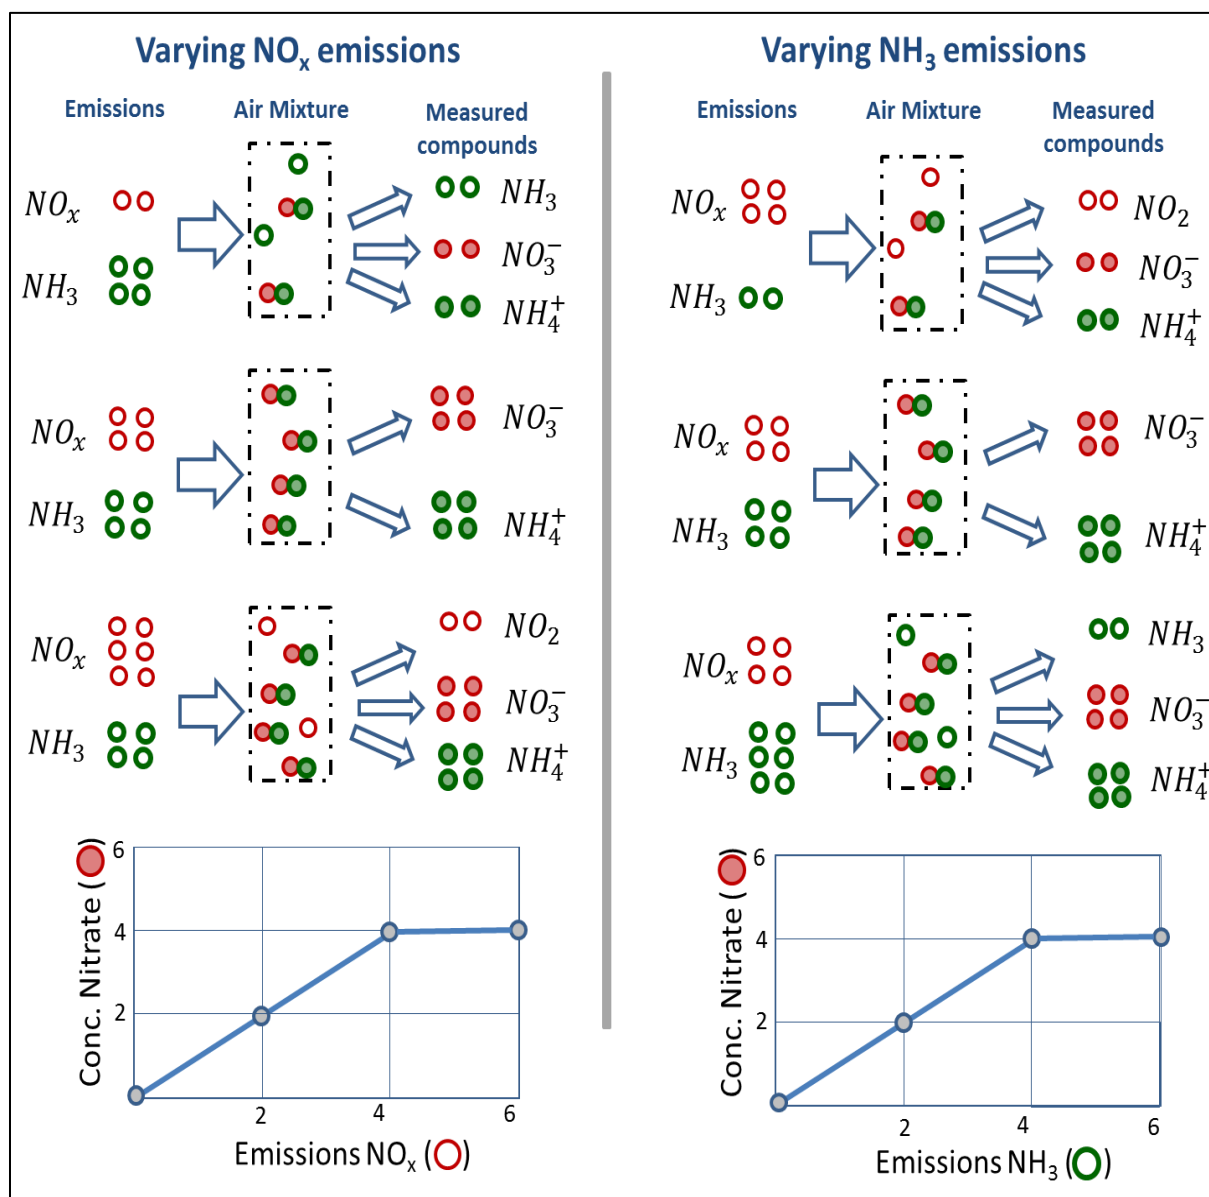 Varying NOₓ emissions
Emissions
Air Mixture
Measured
compounds
NOₓ
NH₃
NH₃
NO₃⁻
NH₄⁺
NOₓ
NH₃
NO₃⁻
NH₄⁺
NOₓ
NH₃
NO₂
NO₃⁻
NH₄⁺
Conc. Nitrate ( )
6
4
2
2
4
6
Emissions NOₓ ( )
Varying NH₃ emissions
Emissions
Air Mixture
Measured
compounds
NOₓ
NH₃
NO₂
NO₃⁻
NH₄⁺
NOₓ
NH₃
NO₃⁻
NH₄⁺
NOₓ
NH₃
NH₃
NO₃⁻
NH₄⁺
Conc. Nitrate ( )
6
4
2
2
4
6
Emissions NH₃ ( )